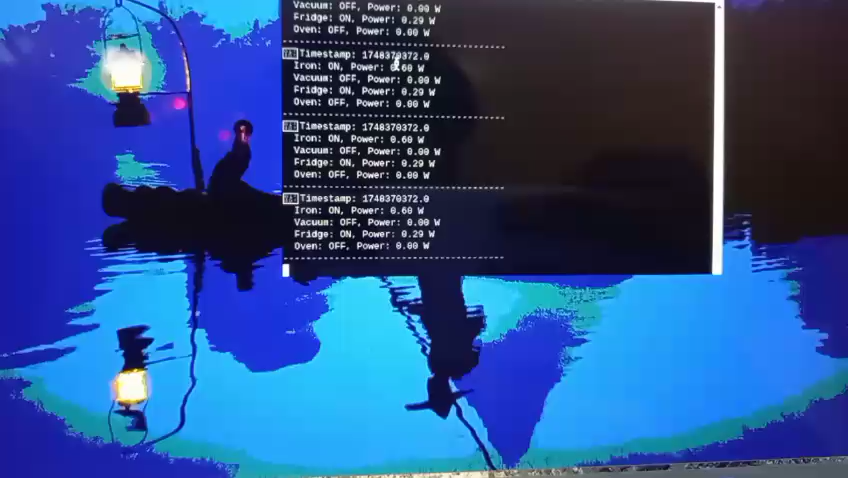 Vacuum: OFF, Power: 0.00 W
Fridge: ON, Power: 0.29 W
Oven: OFF, Power: 0.00 W
--------------------------------------------------
Timestamp: 1748370372.0
Iron: ON, Power: 0.60 W
Vacuum: OFF, Power: 0.00 W
Fridge: ON, Power: 0.29 W
Oven: OFF, Power: 0.00 W
--------------------------------------------------
Timestamp: 1748370372.0
Iron: ON, Power: 0.60 W
Vacuum: OFF, Power: 0.00 W
Fridge: ON, Power: 0.29 W
Oven: OFF, Power: 0.00 W
--------------------------------------------------
Timestamp: 1748370372.0
Iron: ON, Power: 0.60 W
Vacuum: OFF, Power: 0.00 W
Fridge: ON, Power: 0.29 W
Oven: OFF, Power: 0.00 W
--------------------------------------------------